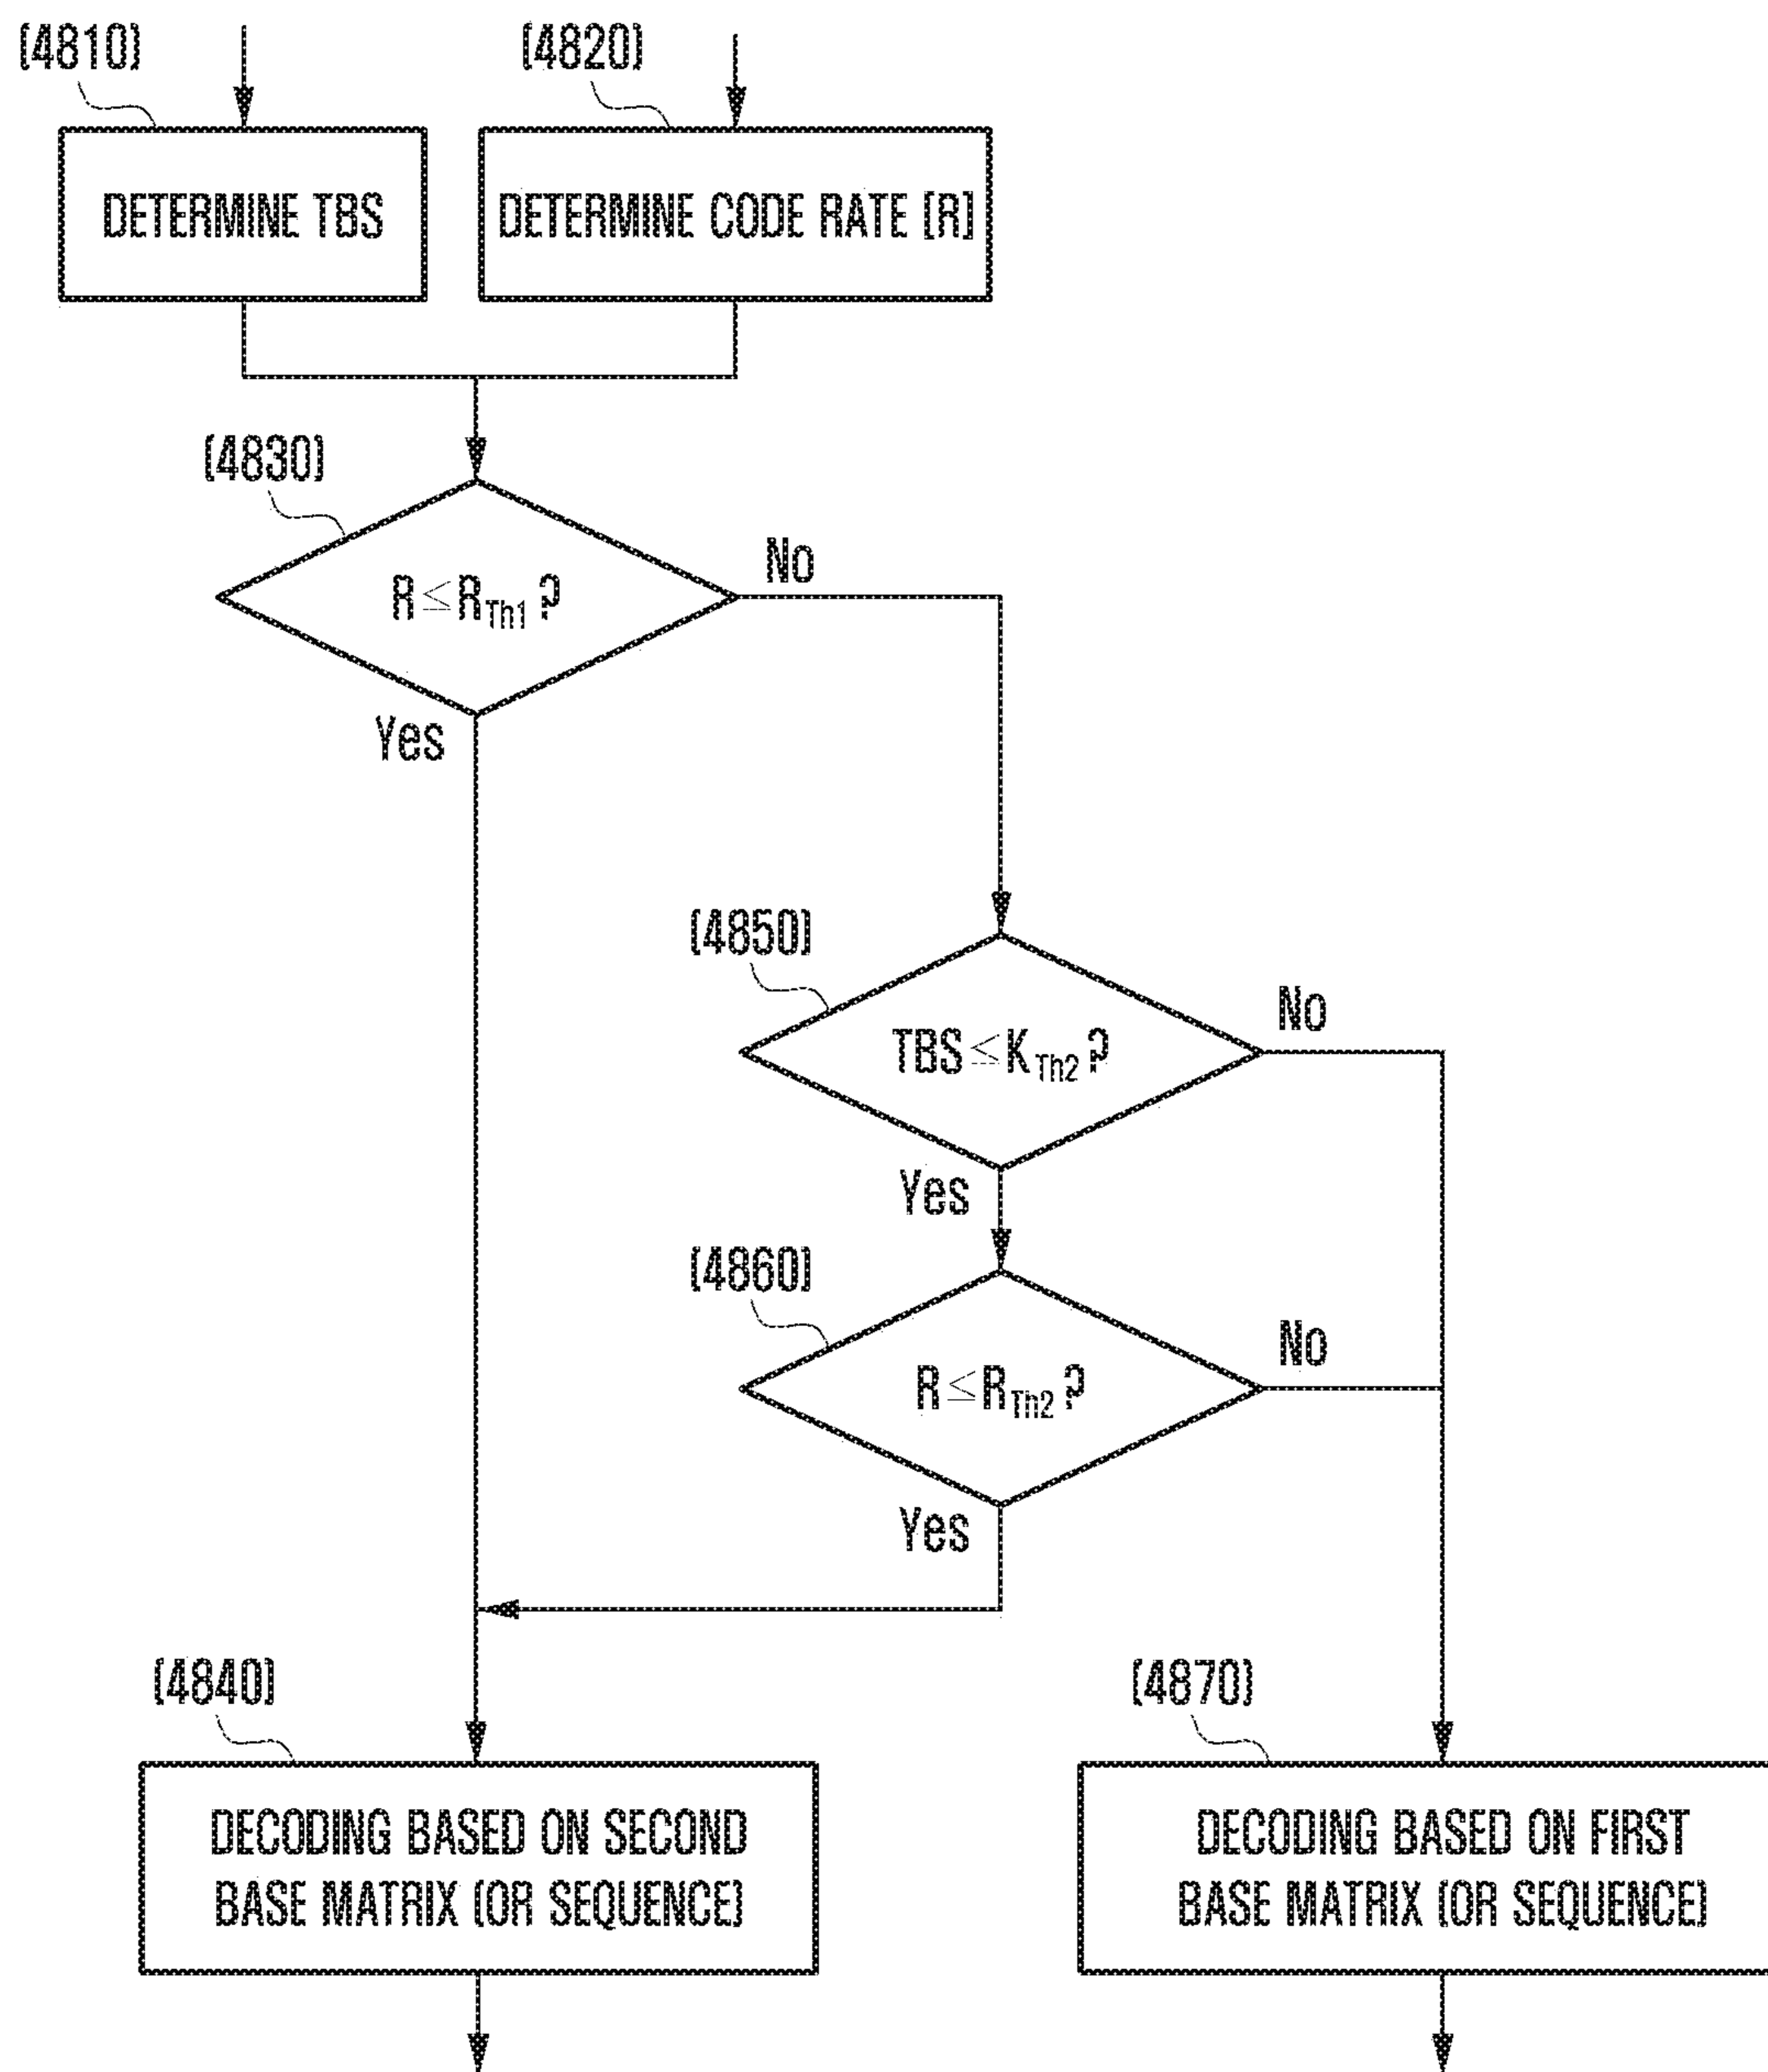 (4810)
(4820)
DETERMINE TBS
DETERMINE CODE RATE [R]
(4830)
R≤R_Th1 ?
No
Yes
(4850)
TBS≤K_Th2 ?
No
Yes
(4860)
R≤R_Th2 ?
No
Yes
(4840)
(4870)
DECODING BASED ON SECOND
BASE MATRIX (OR SEQUENCE)
DECODING BASED ON FIRST
BASE MATRIX (OR SEQUENCE)